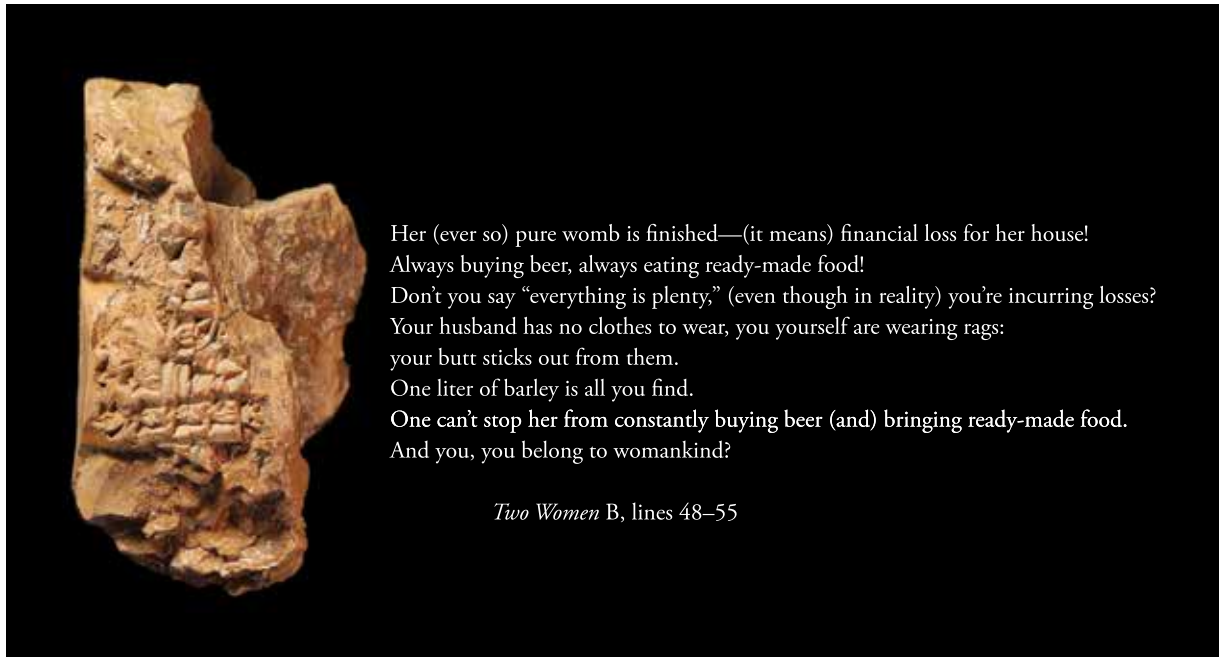 Her (ever so) pure womb is finished—(it means) financial loss for her house!
Always buying beer, always eating ready-made food!
Don’t you say “everything is plenty,” (even though in reality) you’re incurring losses?
Your husband has no clothes to wear, you yourself are wearing rags:
your butt sticks out from them.
One liter of barley is all you find.
One can’t stop her from constantly buying beer (and) bringing ready-made food.
And you, you belong to womankind?
Two Women B, lines 48–55